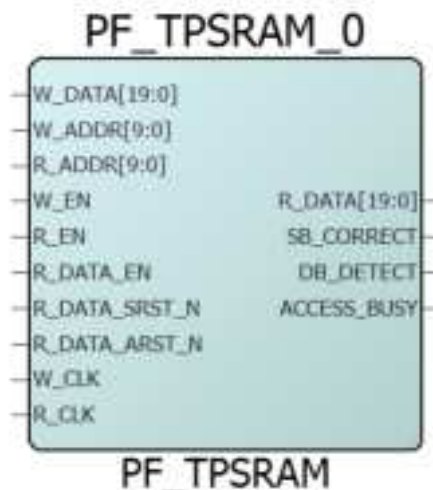 PF_TPSRAM_0
W_DATA[19:0]
W_ADDR[9:0]
R_ADDR[9:0]
W_EN
R_EN
R_DATA_EN
R_DATA_SRST_N
R_DATA_ARST_N
W_CLK
R_CLK
R_DATA[19:0]
SB_CORRECT
DB_DETECT
ACCESS_BUSY
PF_TPSRAM